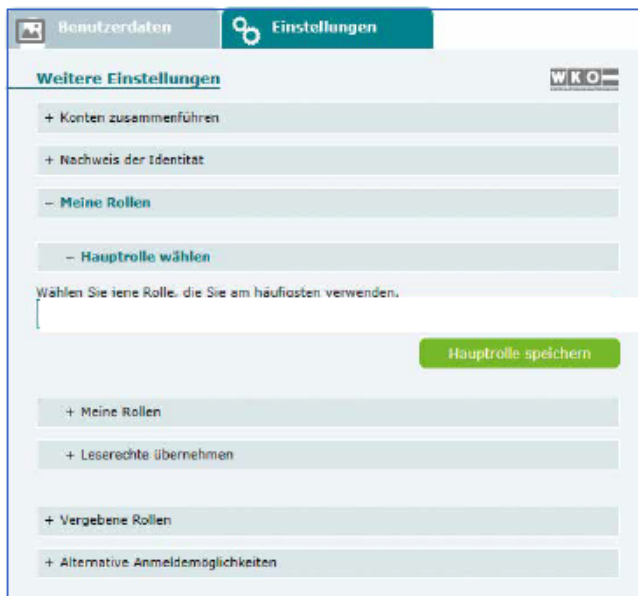 Benutzerdaten
Einstellungen
Weitere Einstellungen
WKO
+ Konten zusammenführen
+ Nachweis der Identität
– Meine Rollen
– Hauptrolle wählen
Wählen Sie jene Rolle, die Sie am häufigsten verwenden.
Hauptrolle speichern
+ Meine Rollen
+ Leserechte übernehmen
+ Vergebene Rollen
+ Alternative Anmeldemöglichkeiten